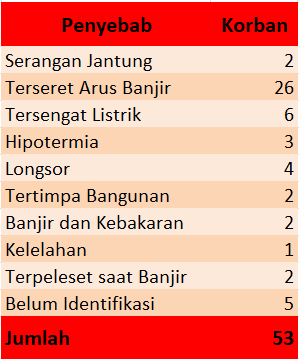 Penyebab Korban
Serangan Jantung 2
Terseret Arus Banjir 26
Tersengat Listrik 6
Hipotermia 3
Longsor 4
Tertimpa Bangunan 2
Banjir dan Kebakaran 2
Kelelahan 1
Terpeleset saat Banjir 2
Belum Identifikasi 5
Jumlah 53